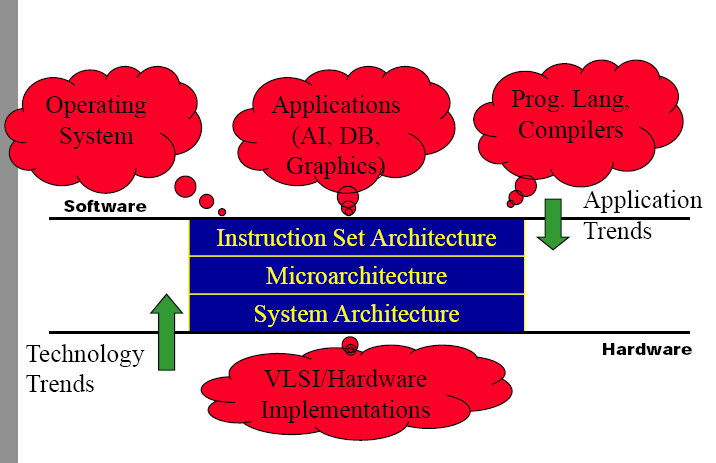 Operating
System
Applications
(AI, DB,
Graphics)
Prog. Lang,
Compilers
Software
Application
Trends
Instruction Set Architecture
Microarchitecture
System Architecture
Technology
Trends
Hardware
VLSI/Hardware
Implementations